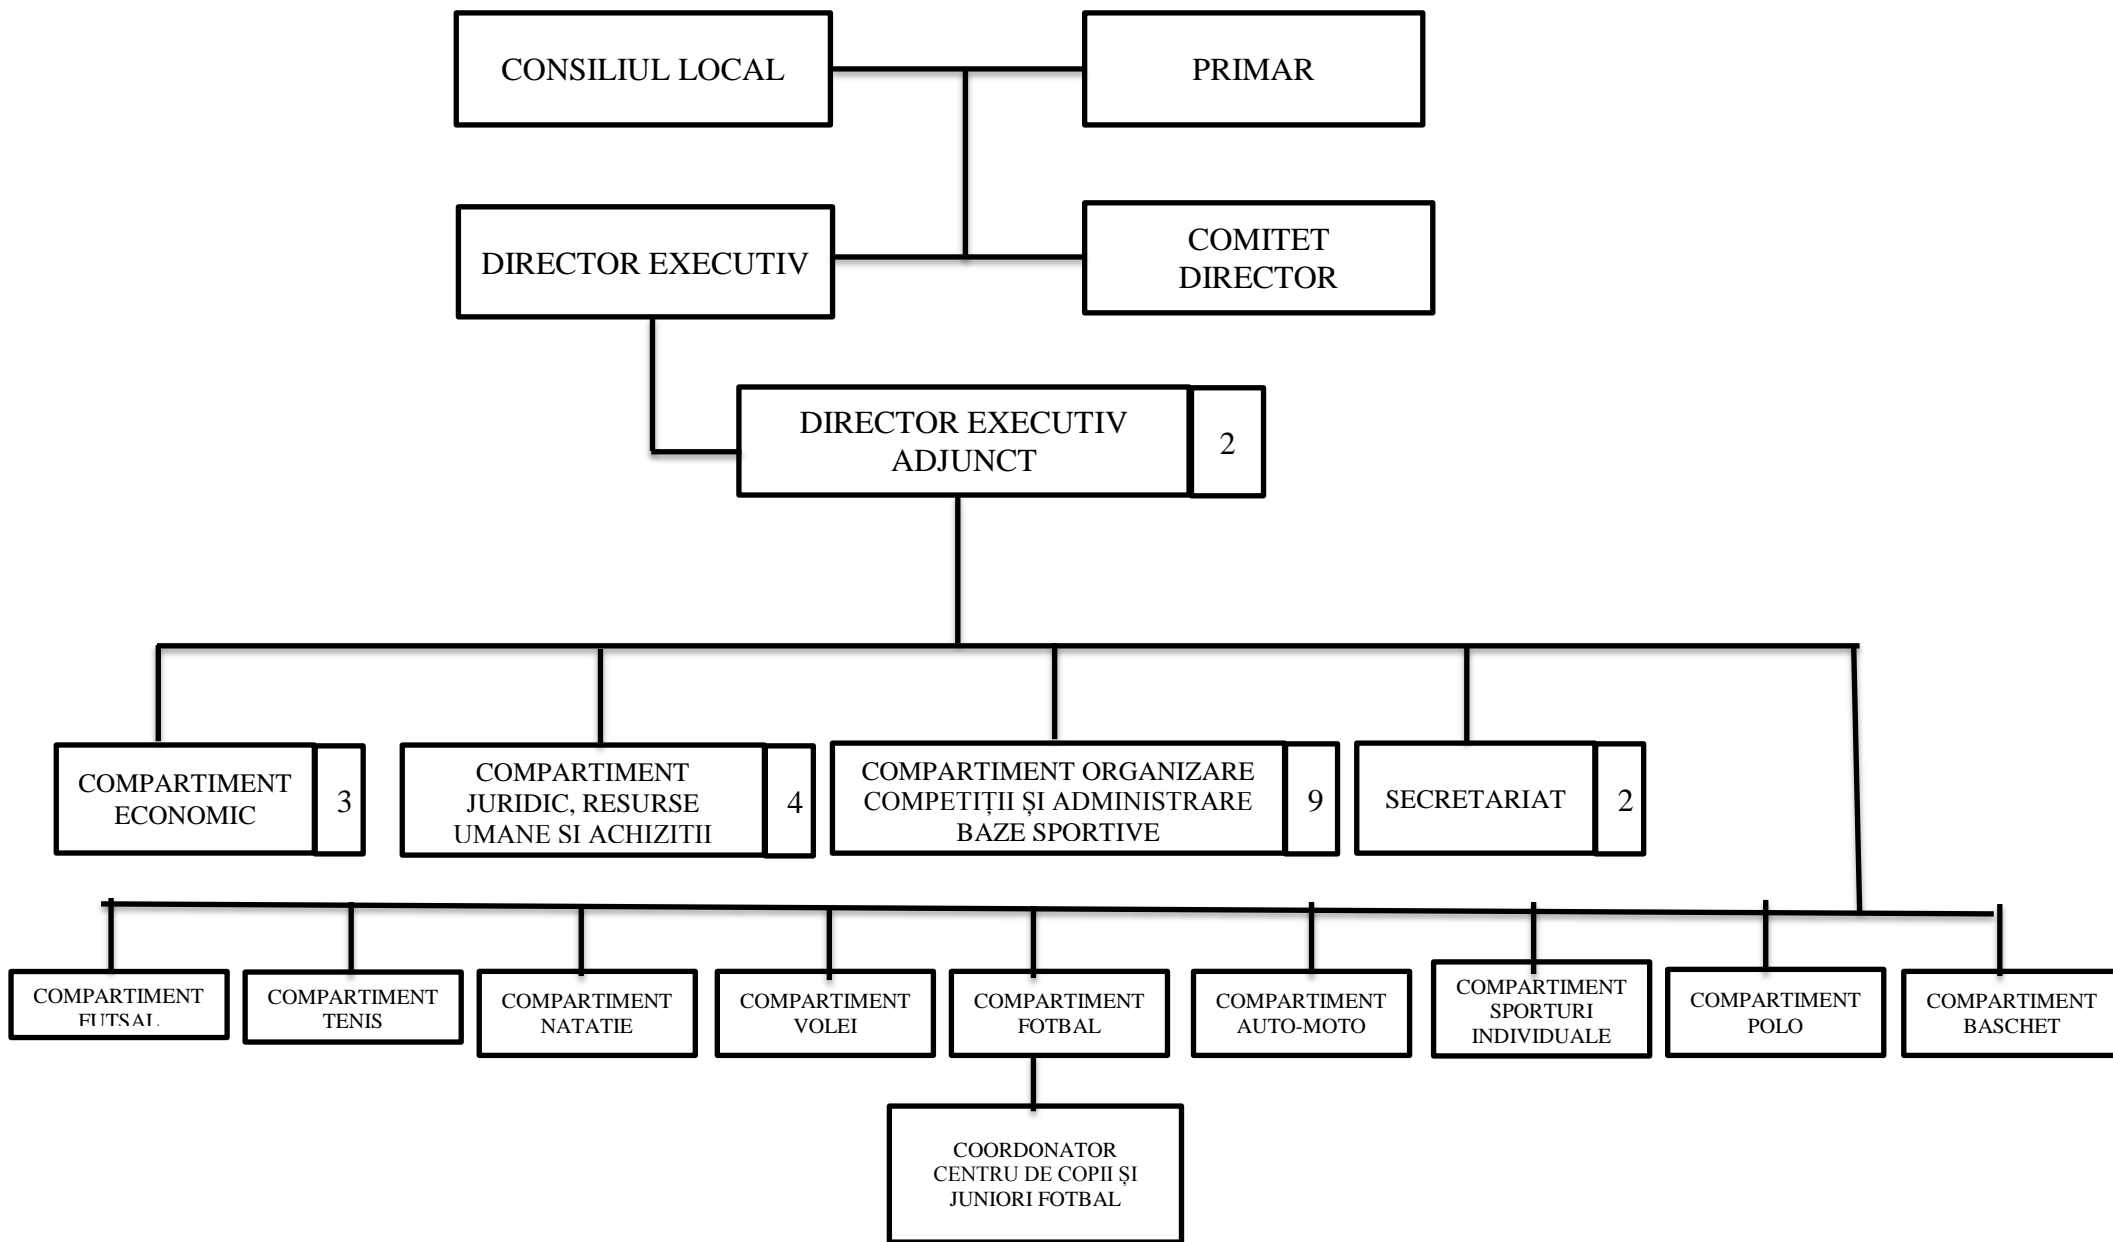 CONSILIUL LOCAL
PRIMAR
DIRECTOR EXECUTIV
COMITET
DIRECTOR
DIRECTOR EXECUTIV
ADJUNCT
2
COMPARTIMENT
ECONOMIC
3
COMPARTIMENT
JURIDIC, RESURSE
UMANE SI ACHIZITII
4
COMPARTIMENT ORGANIZARE
COMPETIȚII ȘI ADMINISTRARE
BAZE SPORTIVE
9
SECRETARIAT
2
COMPARTIMENT
FUTSAL
COMPARTIMENT
TENIS
COMPARTIMENT
NATATIE
COMPARTIMENT
VOLEI
COMPARTIMENT
FOTBAL
COMPARTIMENT
AUTO-MOTO
COMPARTIMENT
SPORTURI
INDIVIDUALE
COMPARTIMENT
POLO
COMPARTIMENT
BASCHET
COORDONATOR
CENTRU DE COPII ȘI
JUNIORI FOTBAL